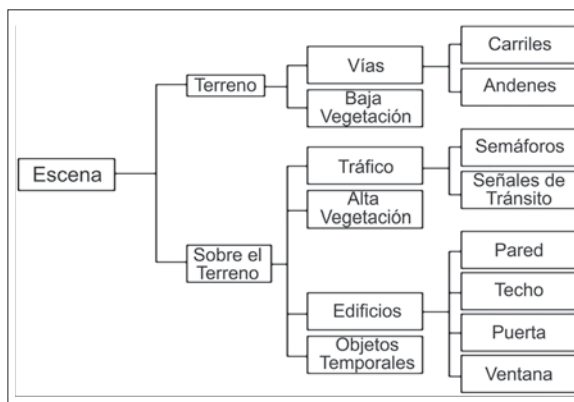 Escena
Terreno
Sobre el
Terreno
Vías
Baja
Vegetación
Tráfico
Alta
Vegetación
Edificios
Objetos
Temporales
Carriles
Andenes
Semáforos
Señales de
Tránsito
Pared
Techo
Puerta
Ventana